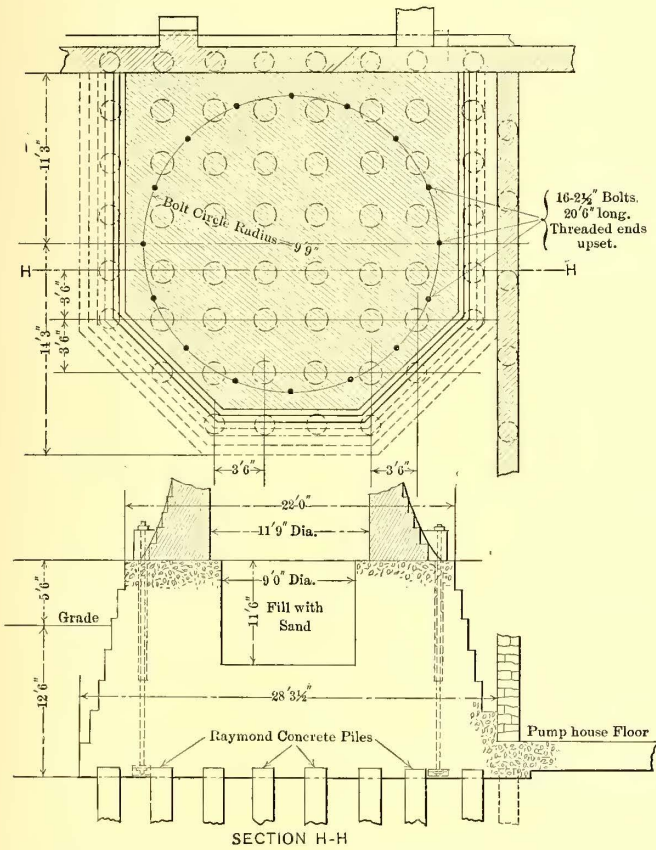 11'3"
Bolt Circle Radius=9'9"
16-2½" Bolts.
20'6" long.
Threaded ends
upset.
H
H
3'6"
14'3"
3'6"
3'6"
3'6"
22'0"
11'9" Dia.
9'0" Dia.
5'6"
11'6"
Fill with
Sand
Grade
12'6"
28'3½"
Raymond Concrete Piles
Pump house Floor
SECTION H-H